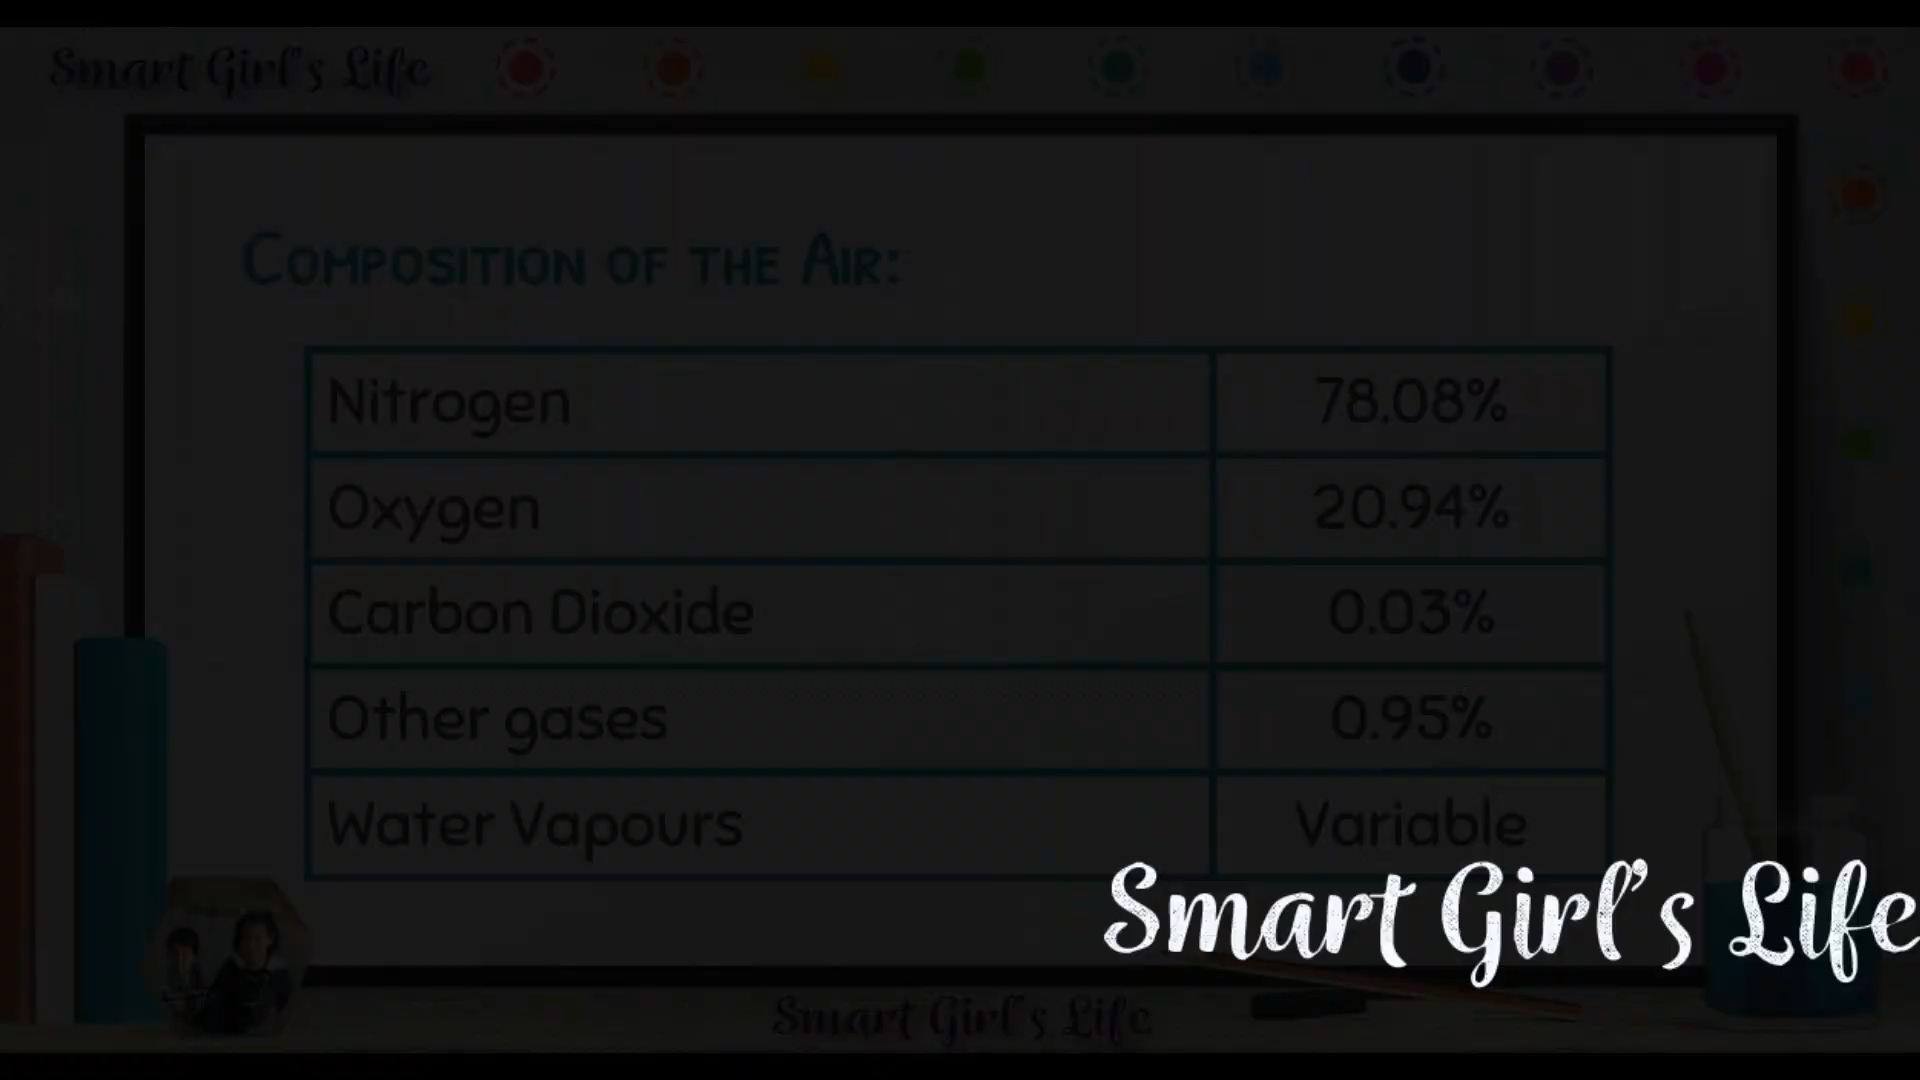 Smart Girl's Life
Composition of the Air:
Nitrogen 78.08%
Oxygen 20.94%
Carbon Dioxide 0.03%
Other gases 0.95%
Water Vapours Variable
Smart Girl's Life
Smart Girl's Life